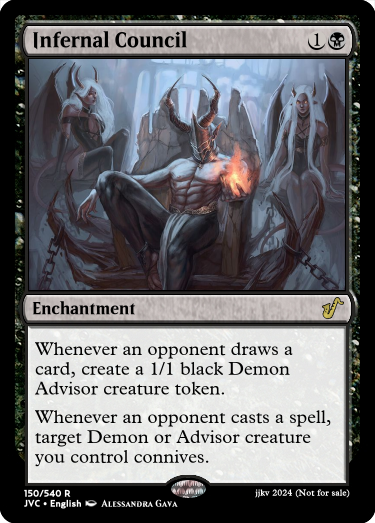 Infernal Council 1
Enchantment
Whenever an opponent draws a
card, create a 1/1 black Demon
Advisor creature token.
Whenever an opponent casts a spell,
target Demon or Advisor creature
you control connives.
150/540 R
jjkv 2024 (Not for sale)
JVC • English Alessandra Gava